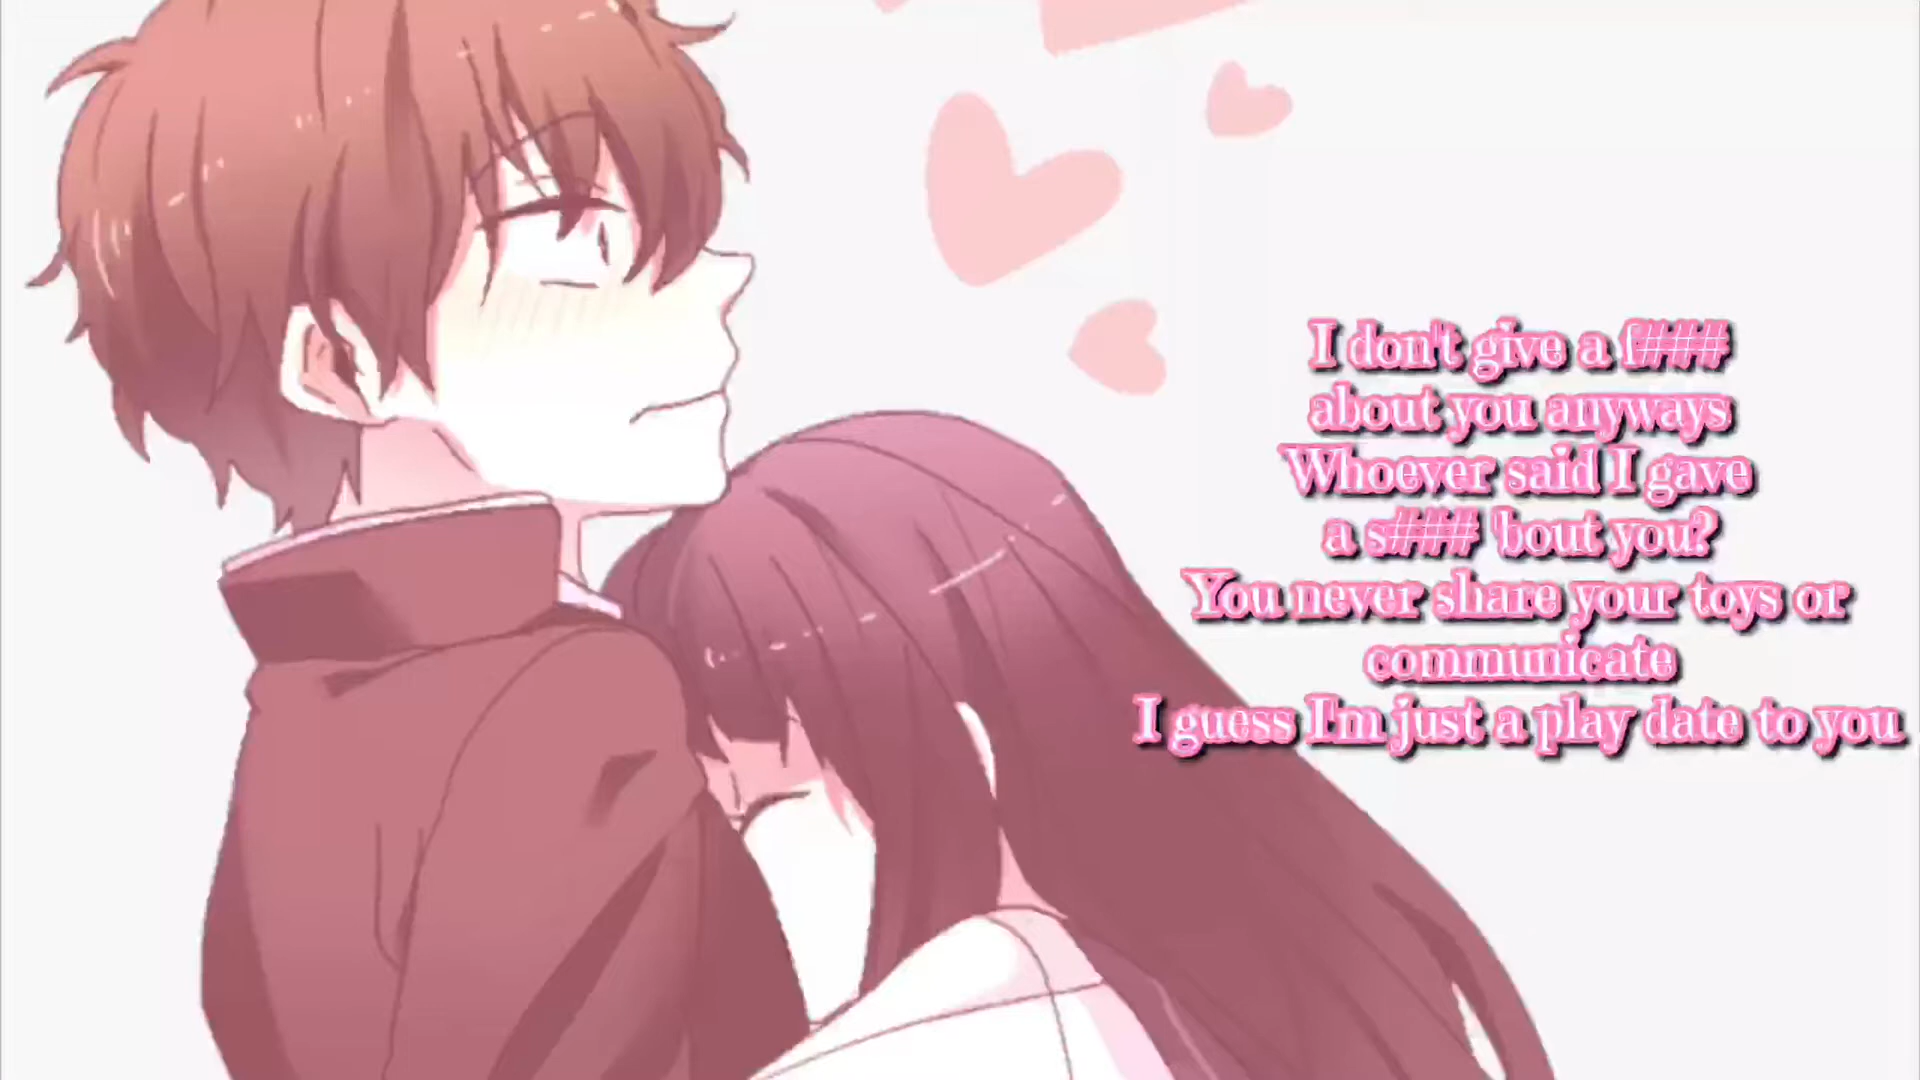 I don't give a f###
about you anyways
Whoever said I gave
a s### 'bout you?
You never share your toys or
communicate
I guess I'm just a play date to you